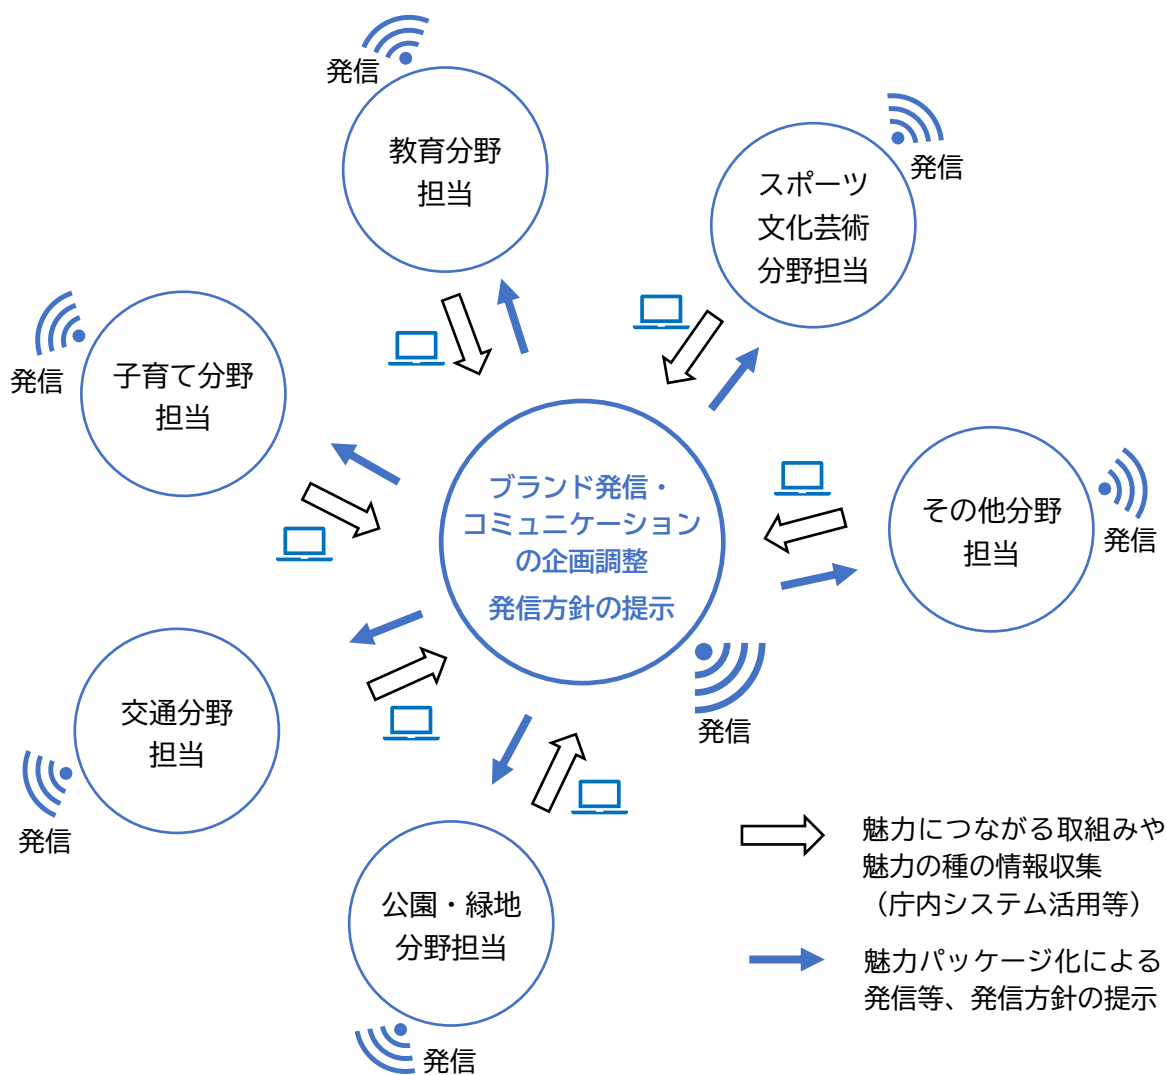 発信
教育分野
担当
発信
スポーツ
文化芸術
分野担当
発信
子育て分野
担当
ブランド発信・
コミュニケーション
の企画調整
発信方針の提示
その他分野
担当
発信
発信
交通分野
担当
発信
公園・緑地
分野担当
発信
魅力につながる取組みや
魅力の種の情報収集
（庁内システム活用等）
魅力パッケージ化による
発信等、発信方針の提示